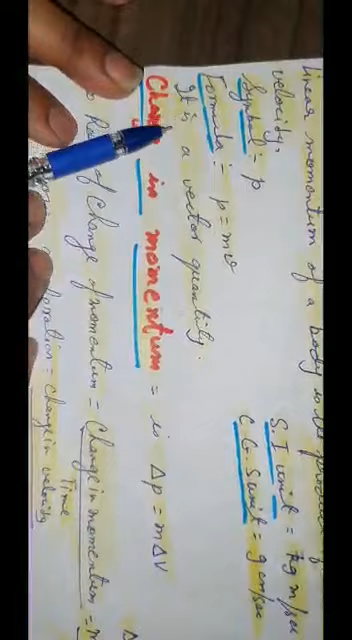 linear momentum of a body is the product of
velocity.
Symbol = p
S.I unit = kg m/sec
Formula := p = mv
C.G.S unit = g cm/sec
It is a vector quantity.
Change in momentum = is Δp = mΔV
Rate of Change of momentum = Change in momentum =
Time
= change in velocity